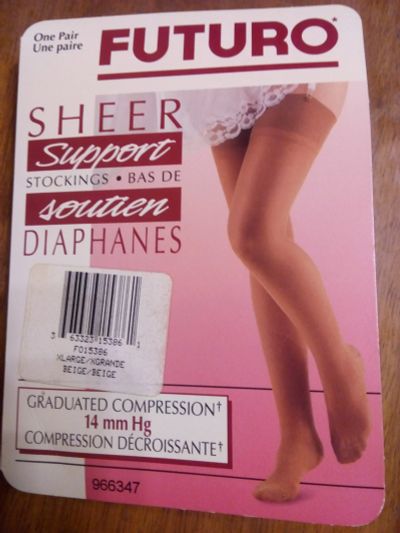 One Pair
Une paire
FUTURO*
SHEER
Support
STOCKINGS • BAS DE
soutien
DIAPHANES
3 63323 15386 1
F015386
XLARGE/XGRANDE
BEIGE/BEIGE
GRADUATED COMPRESSION†
14 mm Hg
COMPRESSION DÉCROISSANTE†
966347